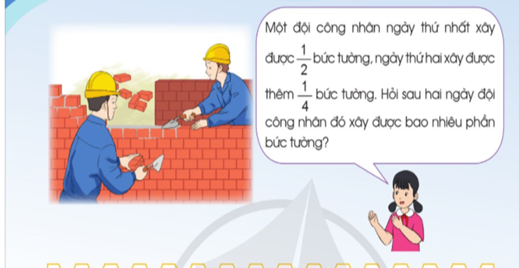 Một đội công nhân ngày thứ nhất xây
được 1/2 bức tường, ngày thứ hai xây được
thêm 1/4 bức tường. Hỏi sau hai ngày đội
công nhân đó xây được bao nhiêu phần
bức tường?